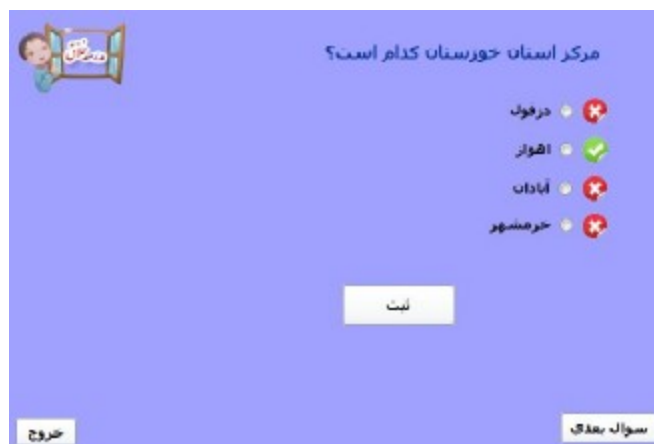 مرکز استان خوزستان کدام است؟
دزفول
اهواز
آبادان
خرمشهر
ثبت
سوال بعدی
خروج